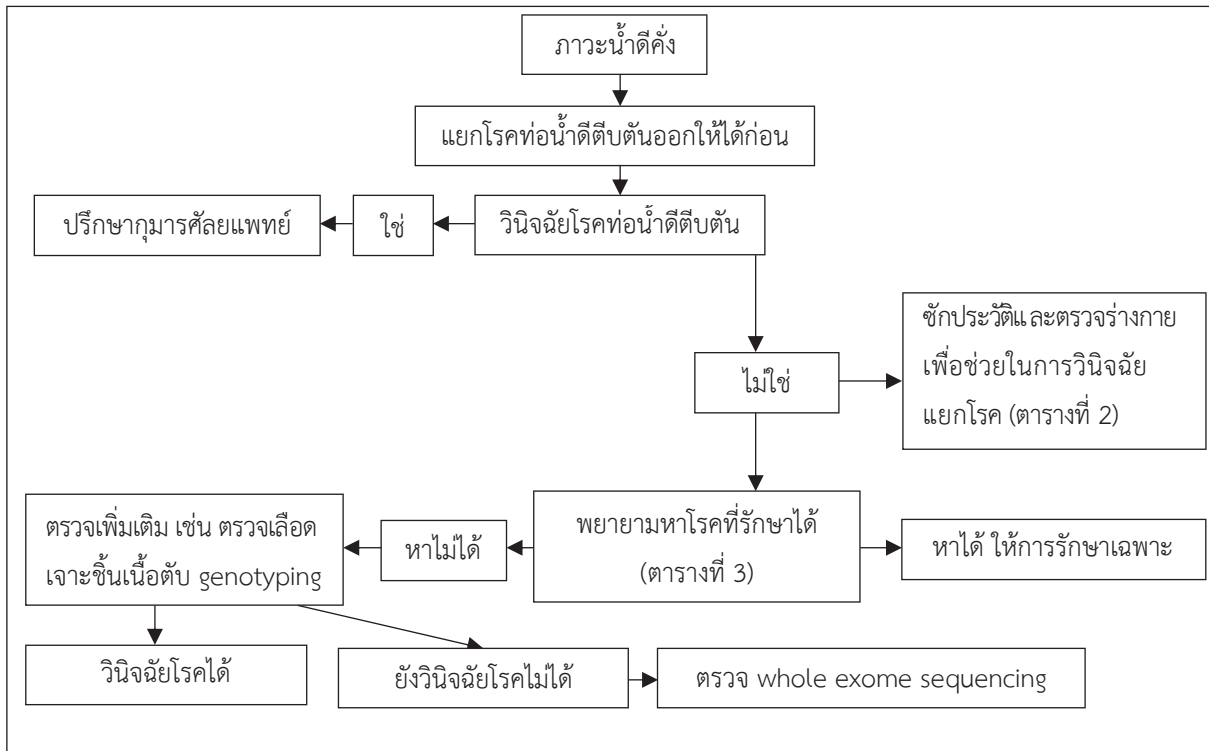 ภาวะน้ำดีคั่ง
แยกโรคท่อน้ำดีตีบตันออกให้ได้ก่อน
ปรึกษากุมารศัลยแพทย์
ใช่
วินิจฉัยโรคท่อน้ำดีตีบตัน
ไม่ใช่
ซักประวัติและตรวจร่างกาย
เพื่อช่วยในการวินิจฉัย
แยกโรค (ตารางที่ 2)
ตรวจเพิ่มเติม เช่น ตรวจเลือด
เจาะชิ้นเนื้อตับ genotyping
หาไม่ได้
พยายามหาโรคที่รักษาได้
(ตารางที่ 3)
หาได้ ให้การรักษาเฉพาะ
วินิจฉัยโรคได้
ยังวินิจฉัยโรคไม่ได้
ตรวจ whole exome sequencing